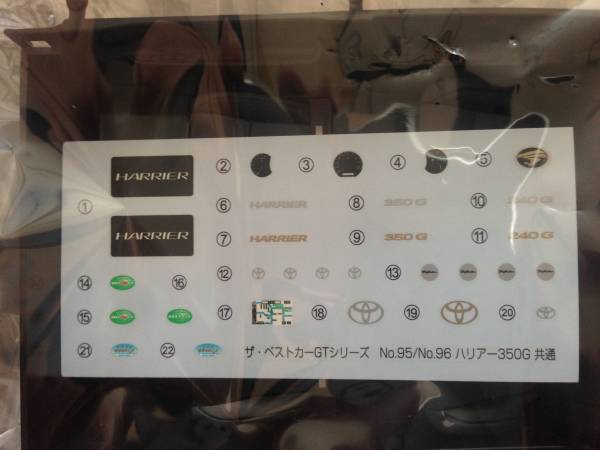 HARRIER
② ③ ④ ⑤
①
⑥ HARRIER ⑧ 350G ⑩ 240G
HARRIER
⑦ HARRIER ⑨ 350G ⑪ 240G
⑫ ⑬
⑭ ⑯
⑮ ⑰ ⑱ ⑲ ⑳
㉑ ㉒ ザ・ベストカーGTシリーズ No.95/No.96 ハリアー350G 共通